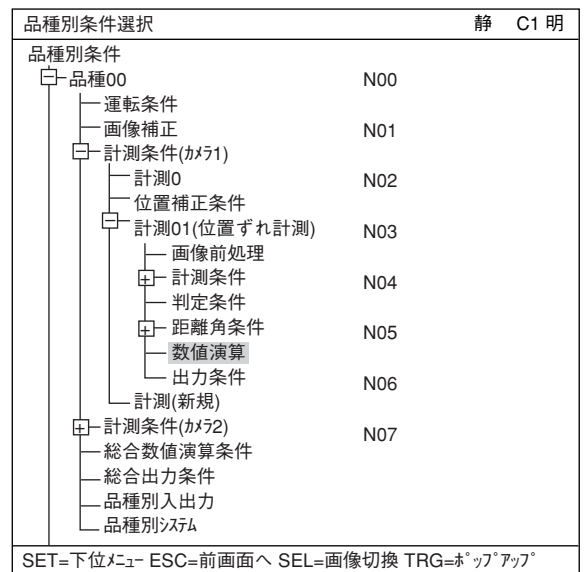 品種別条件選択 静 C1 明
品種別条件
品種00 N00
運転条件
画像補正 N01
計測条件(ｶﾒﾗ1)
計測0 N02
位置補正条件
計測01(位置ずれ計測) N03
画像前処理
計測条件 N04
判定条件
距離角条件 N05
数値演算
出力条件 N06
計測(新規)
計測条件(ｶﾒﾗ2) N07
総合数値演算条件
総合出力条件
品種別入出力
品種別ｼｽﾃﾑ
SET=下位ﾒﾆｭｰ ESC=前画面へ SEL=画像切換 TRG=ﾎﾟｯﾌﾟｱｯﾌﾟ